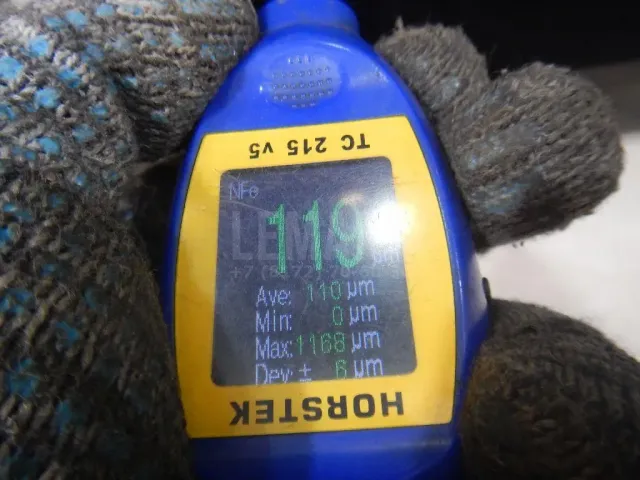 TC 215 v5
NFe
119 μm
LEMA
Ave: 110 μm
Min: 0 μm
Max: 1168 μm
Dev: ± 6 μm
HORSTEK